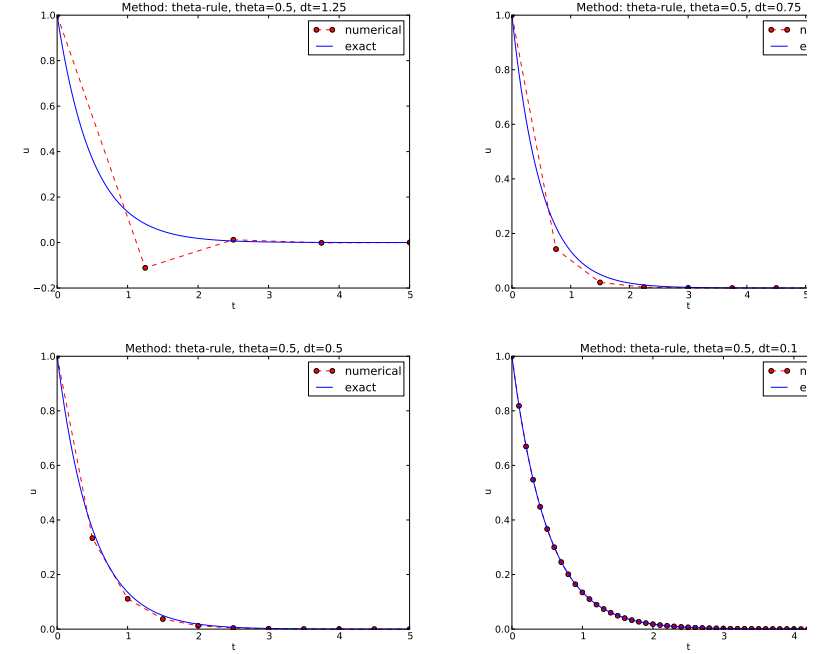 Method: theta-rule, theta=0.5, dt=1.25
numerical
exact
1.0
0.8
0.6
0.4
0.2
0.0
−0.2
u
0 1 2 3 4 5
t
Method: theta-rule, theta=0.5, dt=0.75
n
e
1.0
0.8
0.6
0.4
0.2
0.0
u
0 1 2 3 4 5
t
Method: theta-rule, theta=0.5, dt=0.5
numerical
exact
1.0
0.8
0.6
0.4
0.2
0.0
u
0 1 2 3 4 5
t
Method: theta-rule, theta=0.5, dt=0.1
n
e
1.0
0.8
0.6
0.4
0.2
0.0
u
0 1 2 3 4
t